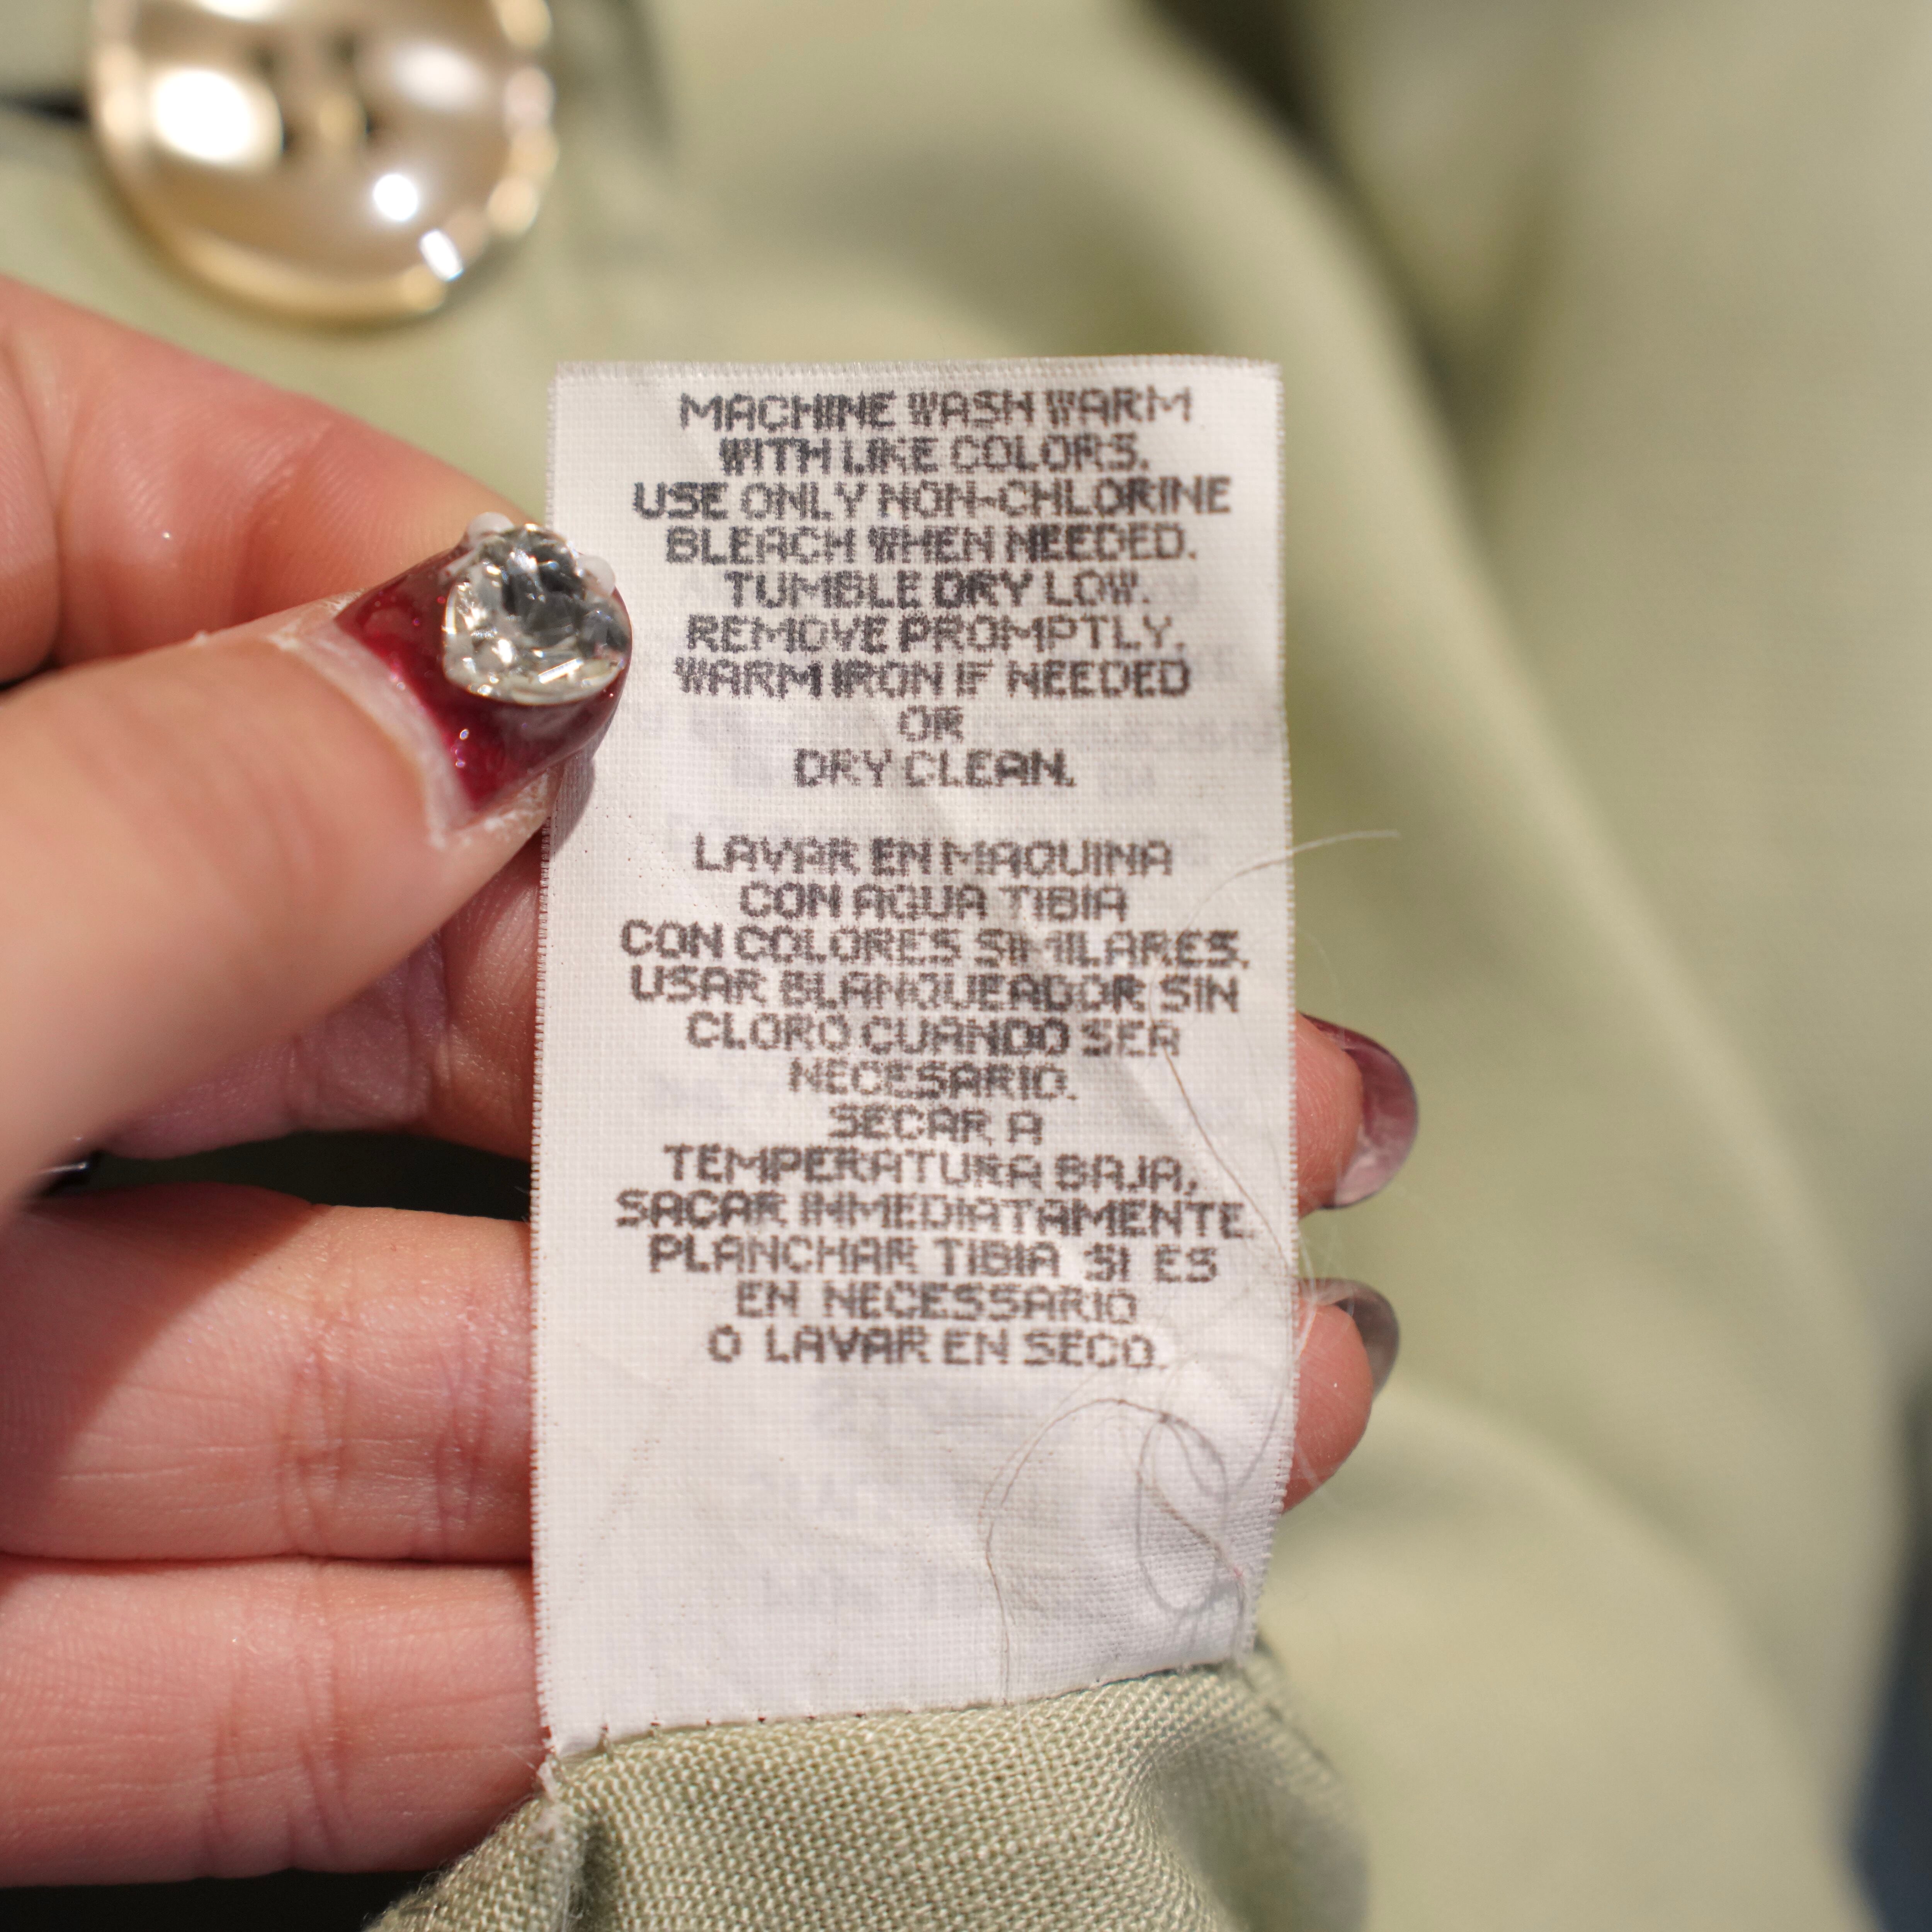 MACHINE WASH WARM
WITH LIKE COLORS.
USE ONLY NON-CHLORINE
BLEACH WHEN NEEDED.
TUMBLE DRY LOW.
REMOVE PROMPTLY.
WARM IRON IF NEEDED
OR
DRY CLEAN.
LAVAR EN MAQUINA
CON AGUA TIBIA
CON COLORES SIMILARES.
USAR BLANQUEADOR SIN
CLORO CUANDO SEA
NECESARIO.
SECAR A
TEMPERATURA BAJA,
SACAR INMEDIATAMENTE.
PLANCHAR TIBIA SI ES
EN NECESSARIO
O LAVAR EN SECO.